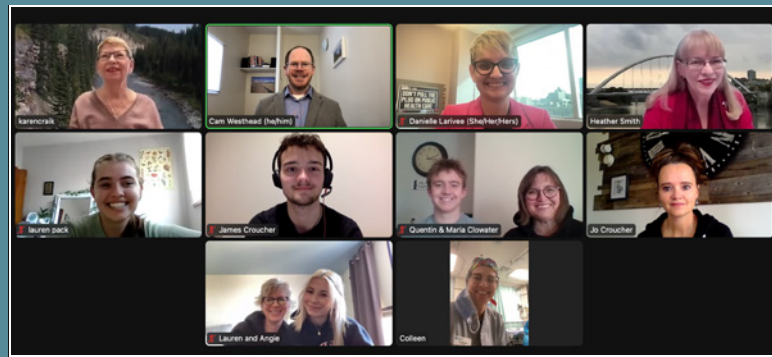 karencraik
Cam Westhead (he/him)
DON'T PULL THE
PLUG ON PUBLIC
HEALTH CARE
Danielle Larivee (She/Her/Hers)
Heather Smith
lauren pack
James Croucher
Quentin & Maria Clowater
Jo Croucher
Lauren and Angie
Colleen